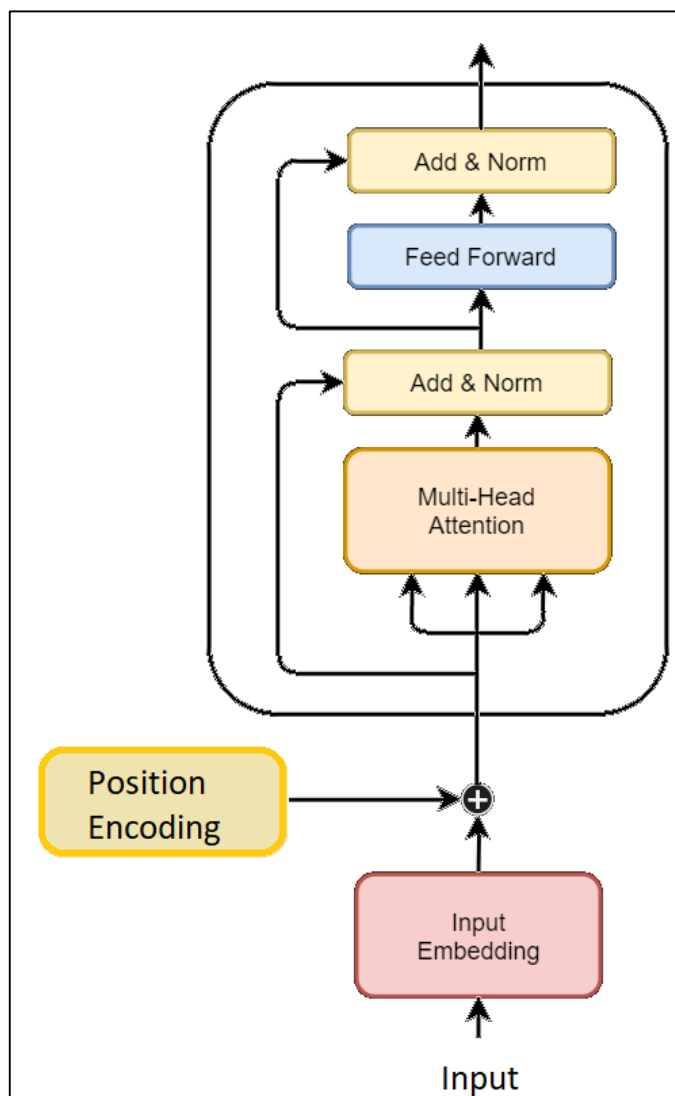 Add & Norm
Feed Forward
Add & Norm
Multi-Head
Attention
Position
Encoding
Input
Embedding
Input